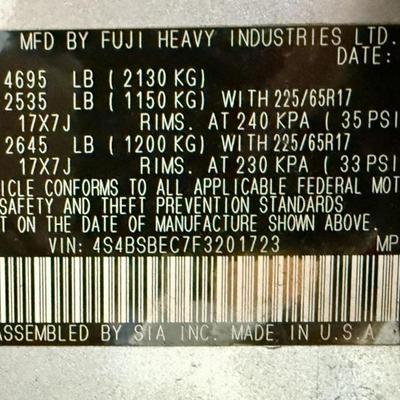 MFD BY FUJI HEAVY INDUSTRIES LTD.
DATE:
4695 LB (2130 KG)
2535 LB (1150 KG) WITH 225/65R17
17X7J RIMS. AT 240 KPA (35 PSI
2645 LB (1200 KG) WITH 225/65R17
17X7J RIMS. AT 230 KPA (33 PSI
ICLE CONFORMS TO ALL APPLICABLE FEDERAL MOT
SAFETY AND THEFT PREVENTION STANDARDS
T ON THE DATE OF MANUFACTURE SHOWN ABOVE.
VIN: 4S4BSBEC7F3201723 MP
ASSEMBLED BY SIA INC. MADE IN U.S.A.